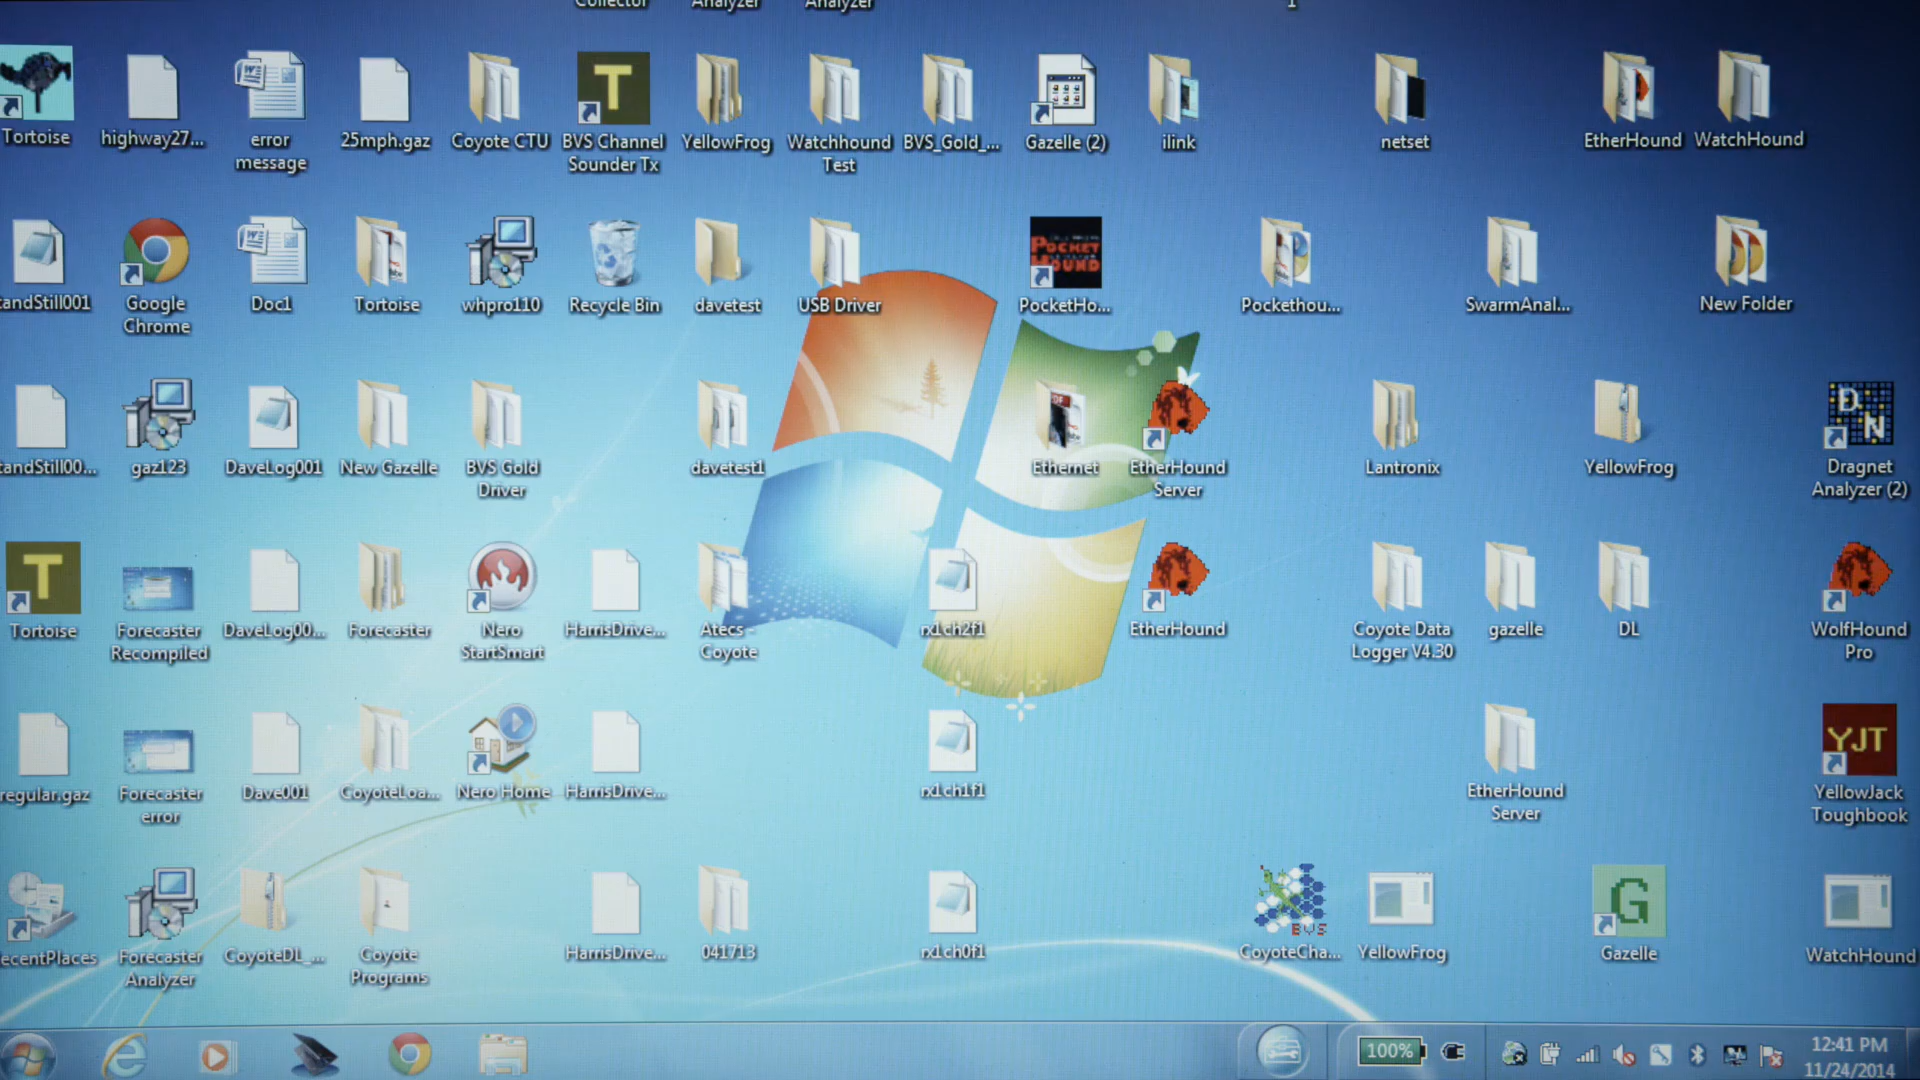 Collector
Analyzer
Analyzer
1
Tortoise
highway27...
error
message
25mph.gaz
Coyote CTU
T
BVS Channel
Sounder Tx
YellowFrog
Watchhound
Test
BVS_Gold_...
Gazelle (2)
ilink
netset
EtherHound
WatchHound
tandStill001
Google
Chrome
Doc1
Tortoise
whpro110
Recycle Bin
davetest
USB Driver
POCKET
HOUND
PocketHo...
Pockethou...
SwarmAnal...
New Folder
tandStill00...
gaz123
DaveLog001
New Gazelle
BVS Gold
Driver
davetest1
Ethernet
EtherHound
Server
Lantronix
YellowFrog
D
N
Dragnet
Analyzer (2)
T
Tortoise
Forecaster
Recompiled
DaveLog00...
Forecaster
Nero
StartSmart
HarrisDrive...
Atecs -
Coyote
rx1ch2f1
EtherHound
Coyote Data
Logger V4.30
gazelle
DL
WolfHound
Pro
regular.gaz
Forecaster
error
Dave001
CoyoteLoa...
Nero Home
HarrisDrive...
rx1ch1f1
EtherHound
Server
YJT
YellowJack
Toughbook
ecentPlaces
Forecaster
Analyzer
CoyoteDL_...
Coyote
Programs
HarrisDrive...
041713
rx1ch0f1
BVS
CoyoteCha...
YellowFrog
G
Gazelle
WatchHound
100%
12:41 PM
11/24/2014